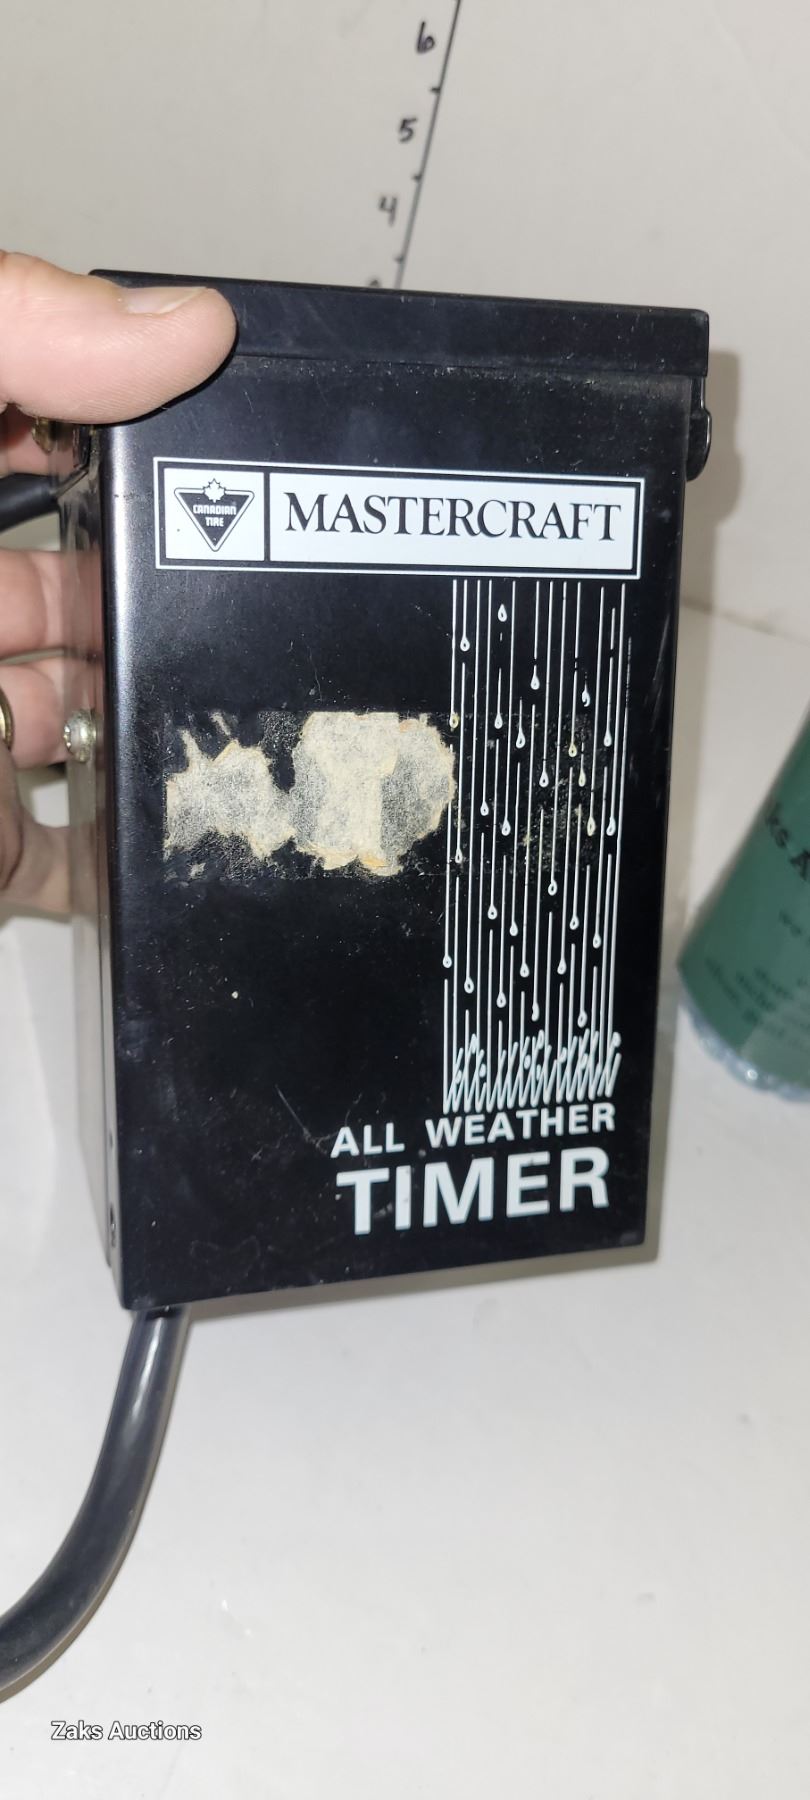 6
5
4
CANADIAN
TIRE
MASTERCRAFT
ALL WEATHER
TIMER
Zaks Auctions